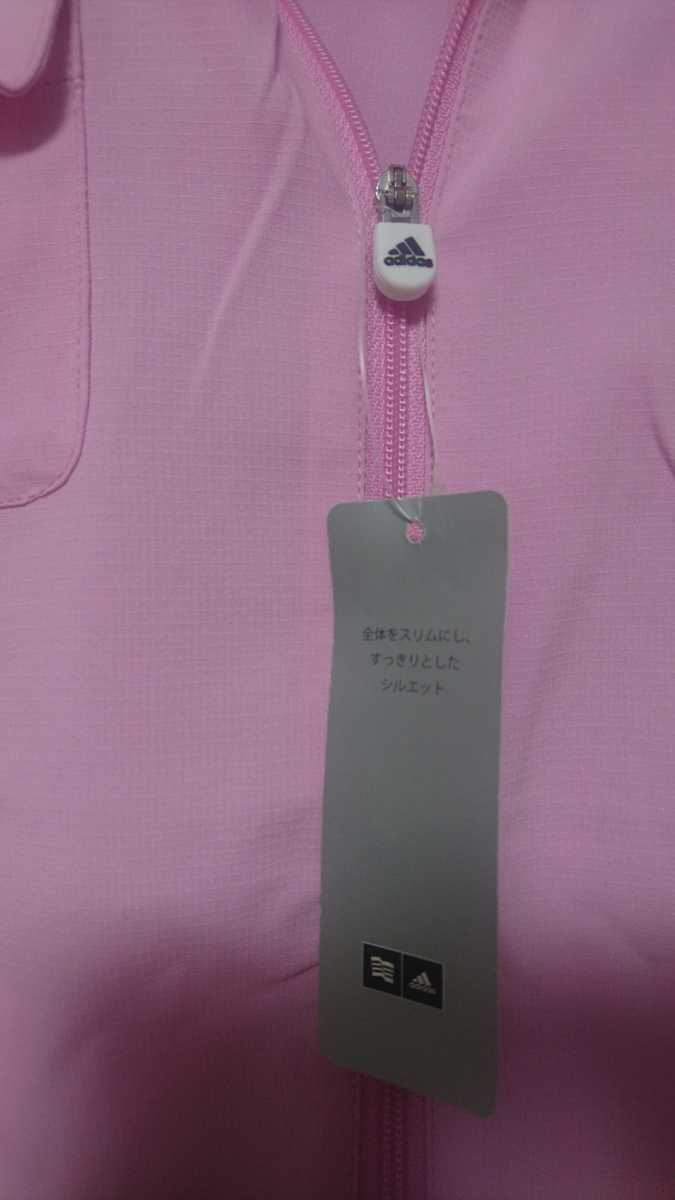 adidas
全体をスリムにし、
すっきりとした
シルエット
adidas